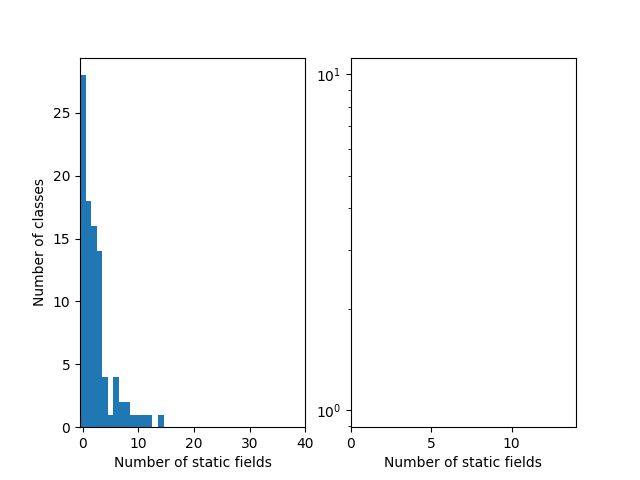 25
20
15
10
5
0
Number of classes
0 10 20 30 40
Number of static fields
10¹
10⁰
0 5 10
Number of static fields